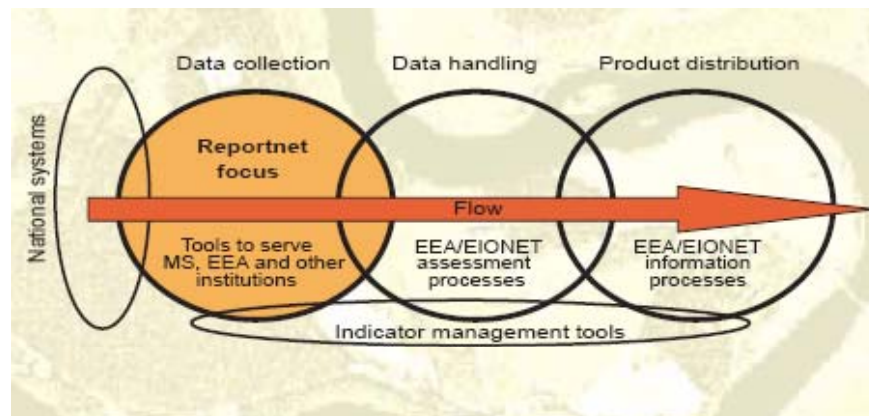 Data collection
Data handling
Product distribution
National systems
Reportnet
focus
Flow
Tools to serve
MS, EEA and other
institutions
EEA/EIONET
assessment
processes
EEA/EIONET
information
processes
Indicator management tools